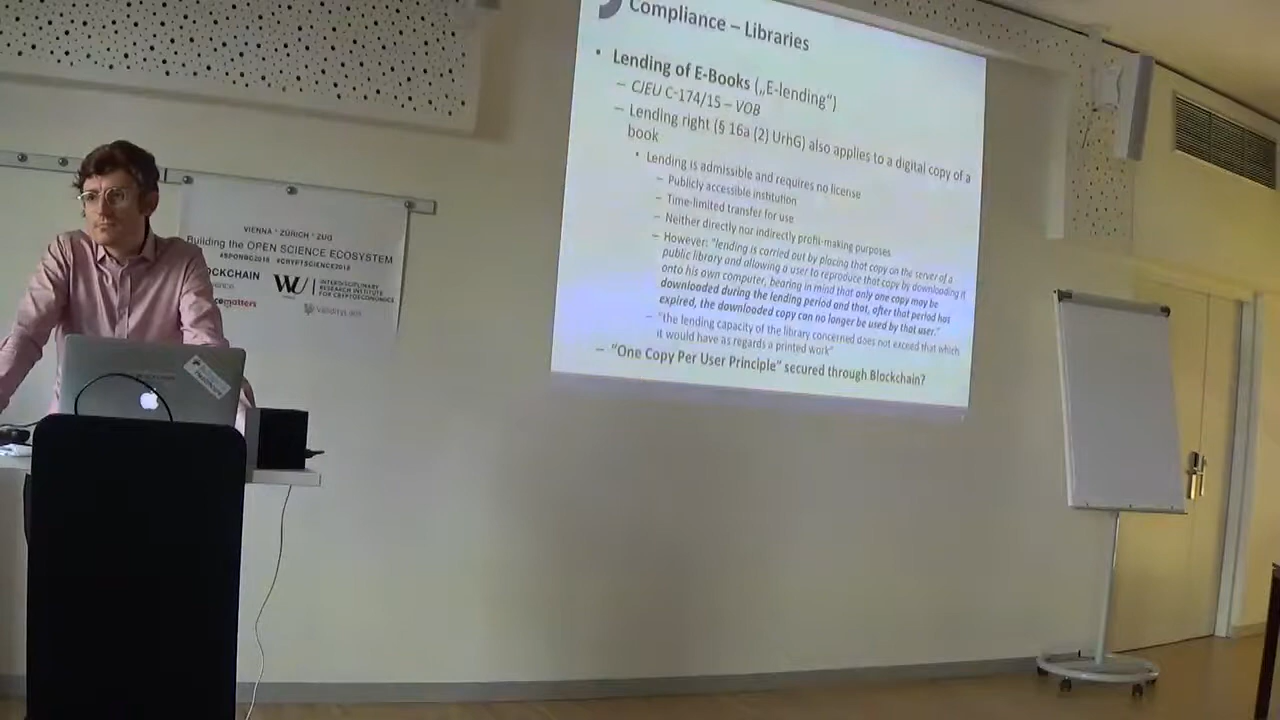 Compliance – Libraries
• Lending of E-Books („E-lending“)
– CJEU C-174/15 – VOB
– Lending right (§ 16a (2) UrhG) also applies to a digital copy of a
book
• Lending is admissible and requires no license
– Publicly accessible institution
– Time-limited transfer for use
– Neither directly nor indirectly profit-making purposes
– However: "lending is carried out by placing that copy on the server of a
public library and allowing a user to reproduce that copy by downloading it
onto his own computer, bearing in mind that only one copy may be
downloaded during the lending period and that, after that period has
expired, the downloaded copy can no longer be used by that user."
– "the lending capacity of the library concerned does not exceed that which
it would have as regards a printed work"
– "One Copy Per User Principle" secured through Blockchain?
VIENNA * ZÜRICH * ZUG
Building the OPEN SCIENCE ECOSYSTEM
#SPONBC2018 #CRYPTSCIENCE2018
OCKCHAIN
WU
INTERDISCIPLINARY
RESEARCH INSTITUTE
FOR CRYPTOECONOMICS
matters